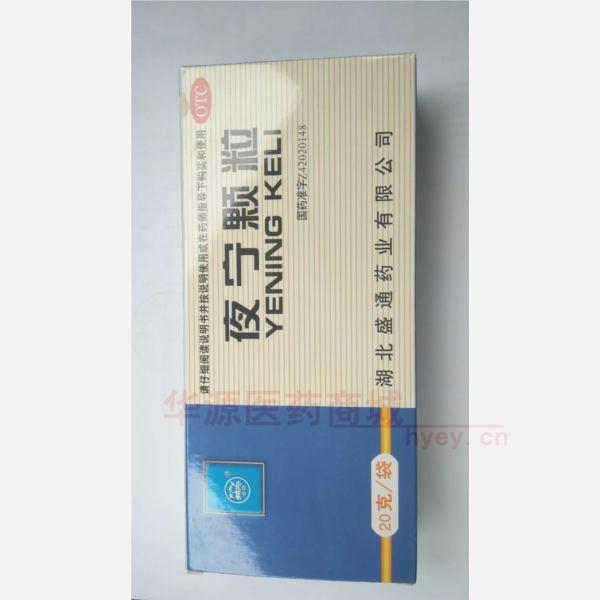 OTC
请仔细阅读说明书并按说明使用或在药师指导下购买和使用
夜宁颗粒
YENING KELI
国药准字Z42020148
湖北盛通药业有限公司
20克/袋
华源医药商城
hyey.cn